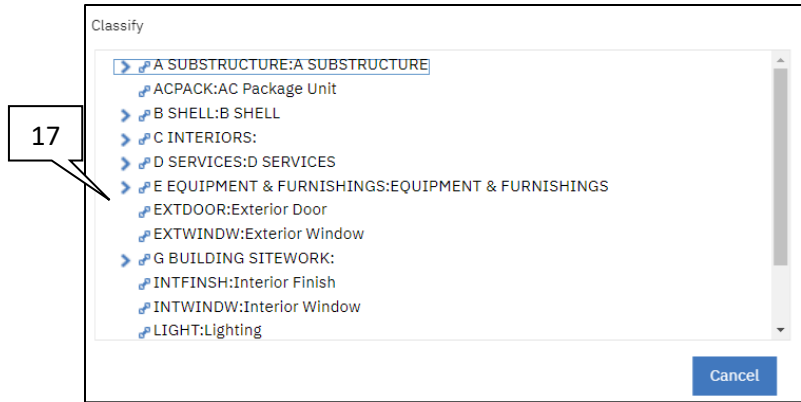 Classify
A SUBSTRUCTURE:A SUBSTRUCTURE
ACPACK:AC Package Unit
B SHELL:B SHELL
17
C INTERIORS:
D SERVICES:D SERVICES
E EQUIPMENT & FURNISHINGS:EQUIPMENT & FURNISHINGS
EXTDOOR:Exterior Door
EXTWINDW:Exterior Window
G BUILDING SITEWORK:
INTFINSH:Interior Finish
INTWINDW:Interior Window
LIGHT:Lighting
Cancel